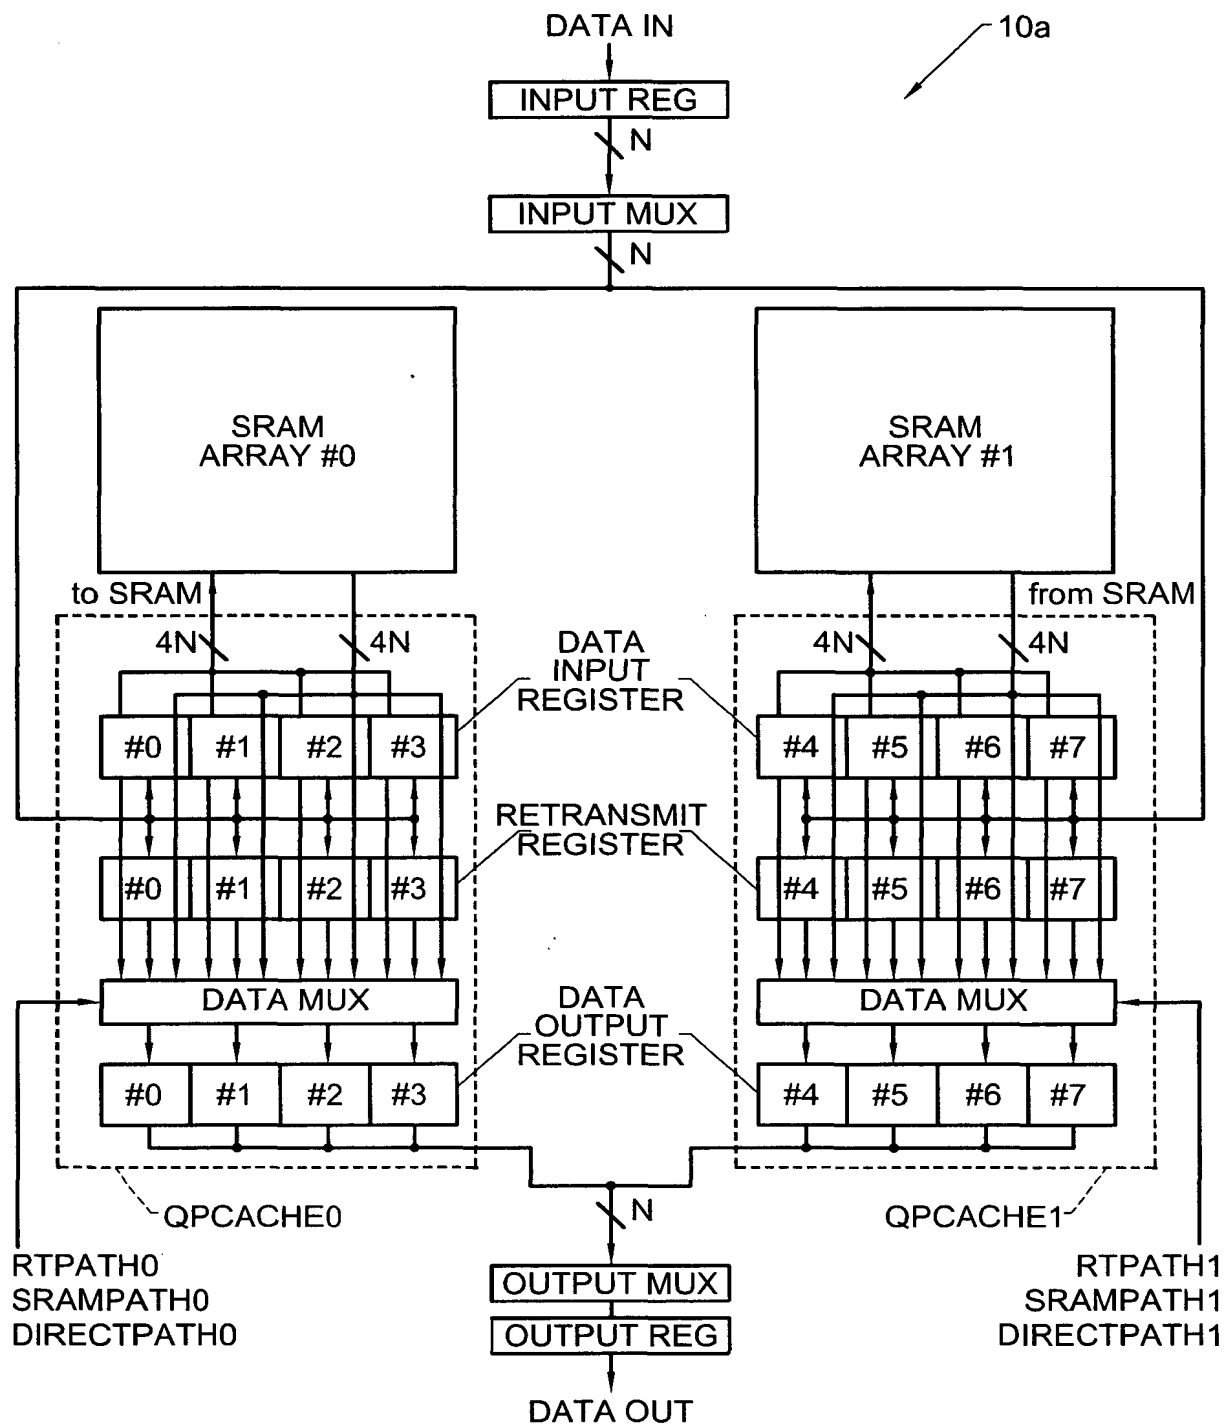 DATA IN
10a
INPUT REG
N
INPUT MUX
N
SRAM
ARRAY #0
SRAM
ARRAY #1
to SRAM
from SRAM
4N
4N
DATA
INPUT
REGISTER
4N
4N
#0 #1 #2 #3
#4 #5 #6 #7
RETRANSMIT
REGISTER
#0 #1 #2 #3
#4 #5 #6 #7
DATA MUX
DATA
OUTPUT
REGISTER
DATA MUX
#0 #1 #2 #3
#4 #5 #6 #7
QPCACHE0
N
QPCACHE1
RTPATH0
SRAMPATH0
DIRECTPATH0
OUTPUT MUX
OUTPUT REG
DATA OUT
RTPATH1
SRAMPATH1
DIRECTPATH1